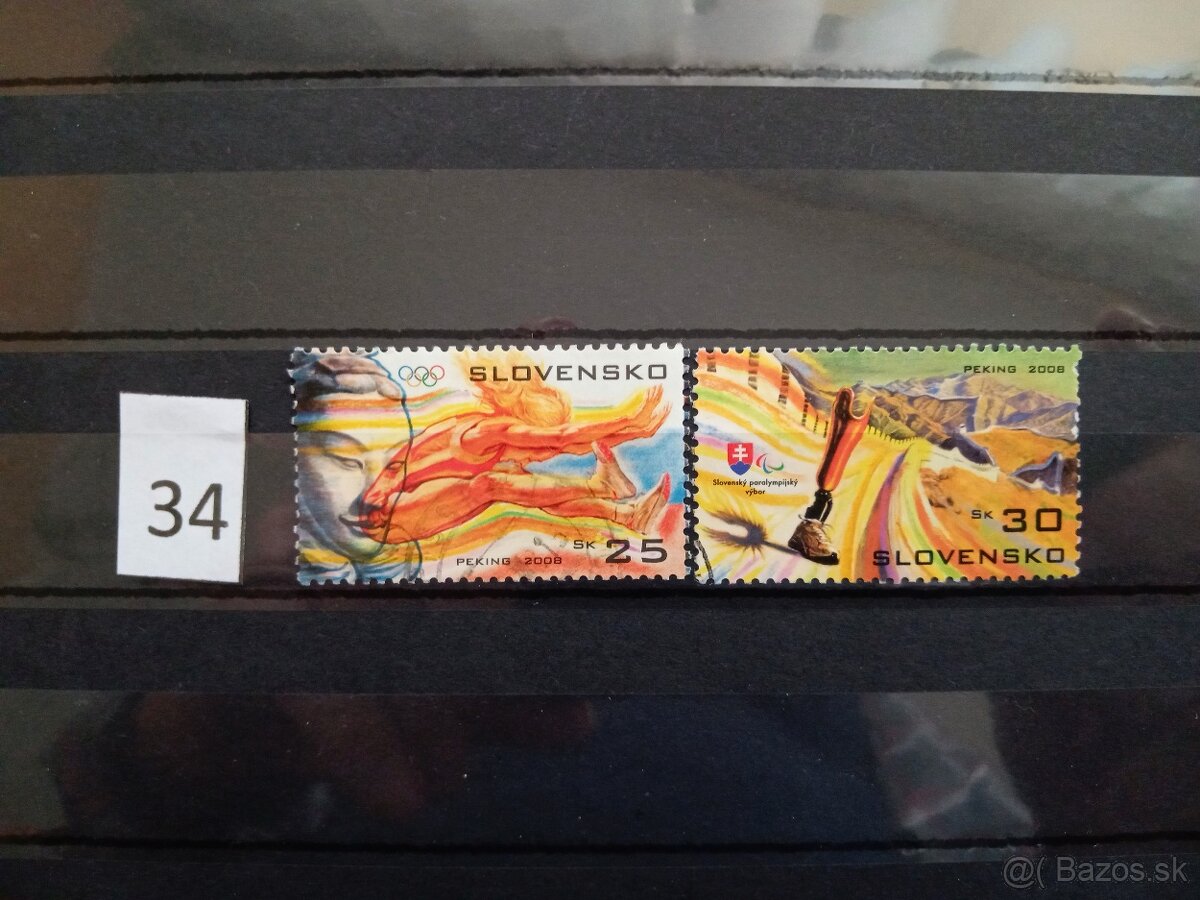 34
SLOVENSKO
PEKING 2008
SK 25
PEKING 2008
Slovenský paralympijský
výbor
SK 30
SLOVENSKO
@( Bazos.sk